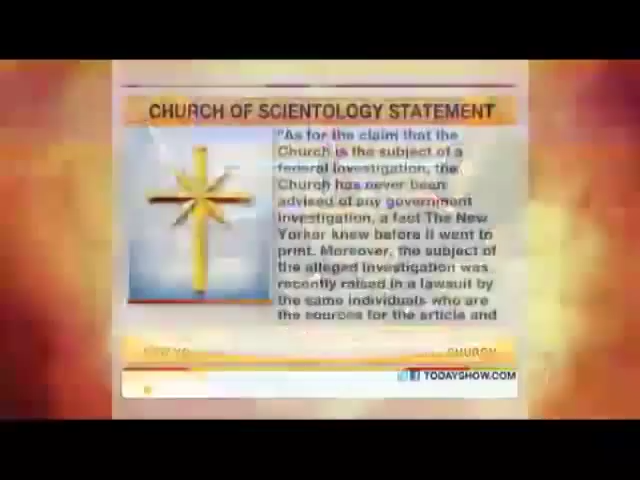 CHURCH OF SCIENTOLOGY STATEMENT
"As for the claim that the
Church is the subject of a
federal investigation, the
Church has never been
advised of any government
investigation, a fact The New
Yorker knew before it went to
print. Moreover, the subject of
the alleged investigation was
recently raised in a lawsuit by
the same individuals who are
the sources for the article and
CHURCH
TODAYSHOW.COM